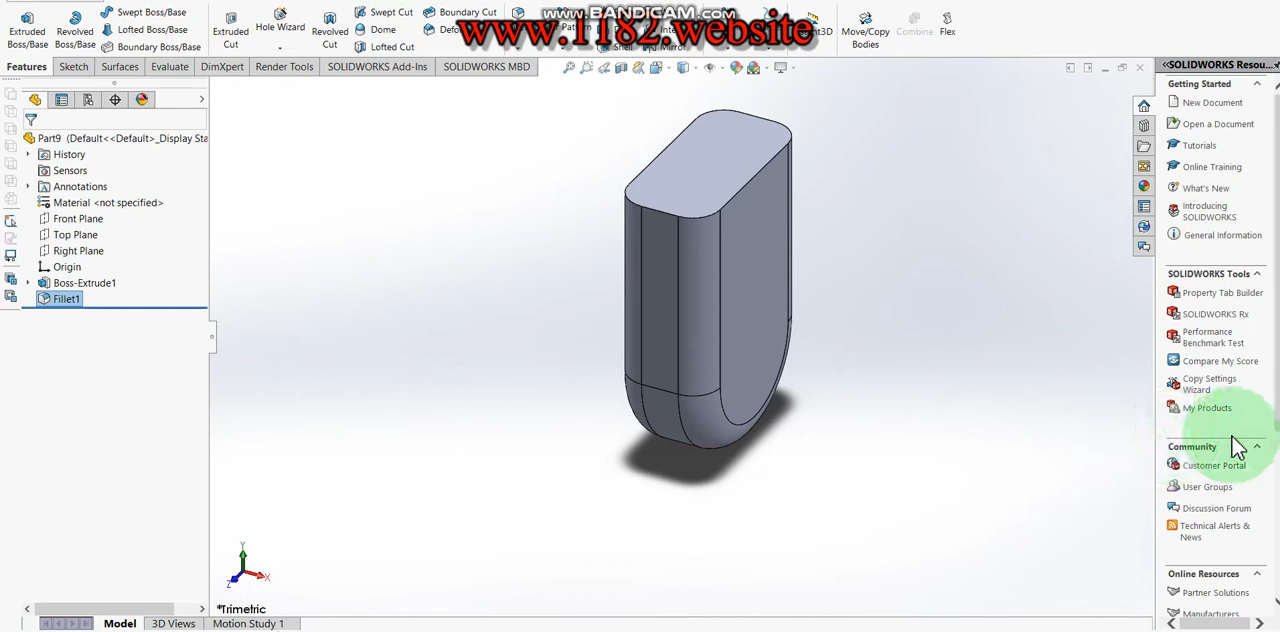 www.BANDICAM.com
www.1182.website
Extruded Boss/Base
Revolved Boss/Base
Swept Boss/Base
Lofted Boss/Base
Boundary Boss/Base
Extruded Cut
Hole Wizard
Revolved Cut
Swept Cut
Dome
Lofted Cut
Boundary Cut
Shell
Mirror
Move/Copy Bodies
Combine
Flex
Features
Sketch
Surfaces
Evaluate
DimXpert
Render Tools
SOLIDWORKS Add-Ins
SOLIDWORKS MBD
Part9 (Default<<Default>_Display Sta
History
Sensors
Annotations
Material <not specified>
Front Plane
Top Plane
Right Plane
Origin
Boss-Extrude1
Fillet1
Y
X
Z
*Trimetric
Model
3D Views
Motion Study 1
SOLIDWORKS Resou...
Getting Started
New Document
Open a Document
Tutorials
Online Training
What's New
Introducing
SOLIDWORKS
General Information
SOLIDWORKS Tools
Property Tab Builder
SOLIDWORKS Rx
Performance
Benchmark Test
Compare My Score
Copy Settings
Wizard
My Products
Community
Customer Portal
User Groups
Discussion Forum
Technical Alerts &
News
Online Resources
Partner Solutions
Manufacturers